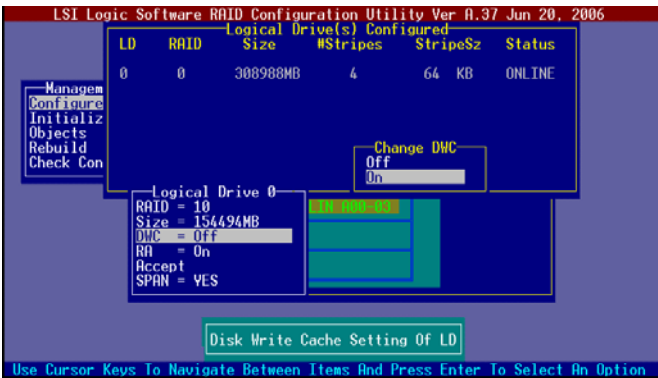 LSI Logic Software RAID Configuration Utility Ver A.37 Jun 20, 2006
Logical Drive(s) Configured
LD RAID Size #Stripes StripeSz Status
0 0 308988MB 4 64 KB ONLINE
Managem
Configure
Initializ
Objects
Rebuild
Check Con
Change DWC
Off
On
Logical Drive 0
RAID = 10
Size = 154494MB
DWC = Off
RA = On
Accept
SPAN = YES
LIN A00-03
Disk Write Cache Setting Of LD
Use Cursor Keys To Navigate Between Items And Press Enter To Select An Option